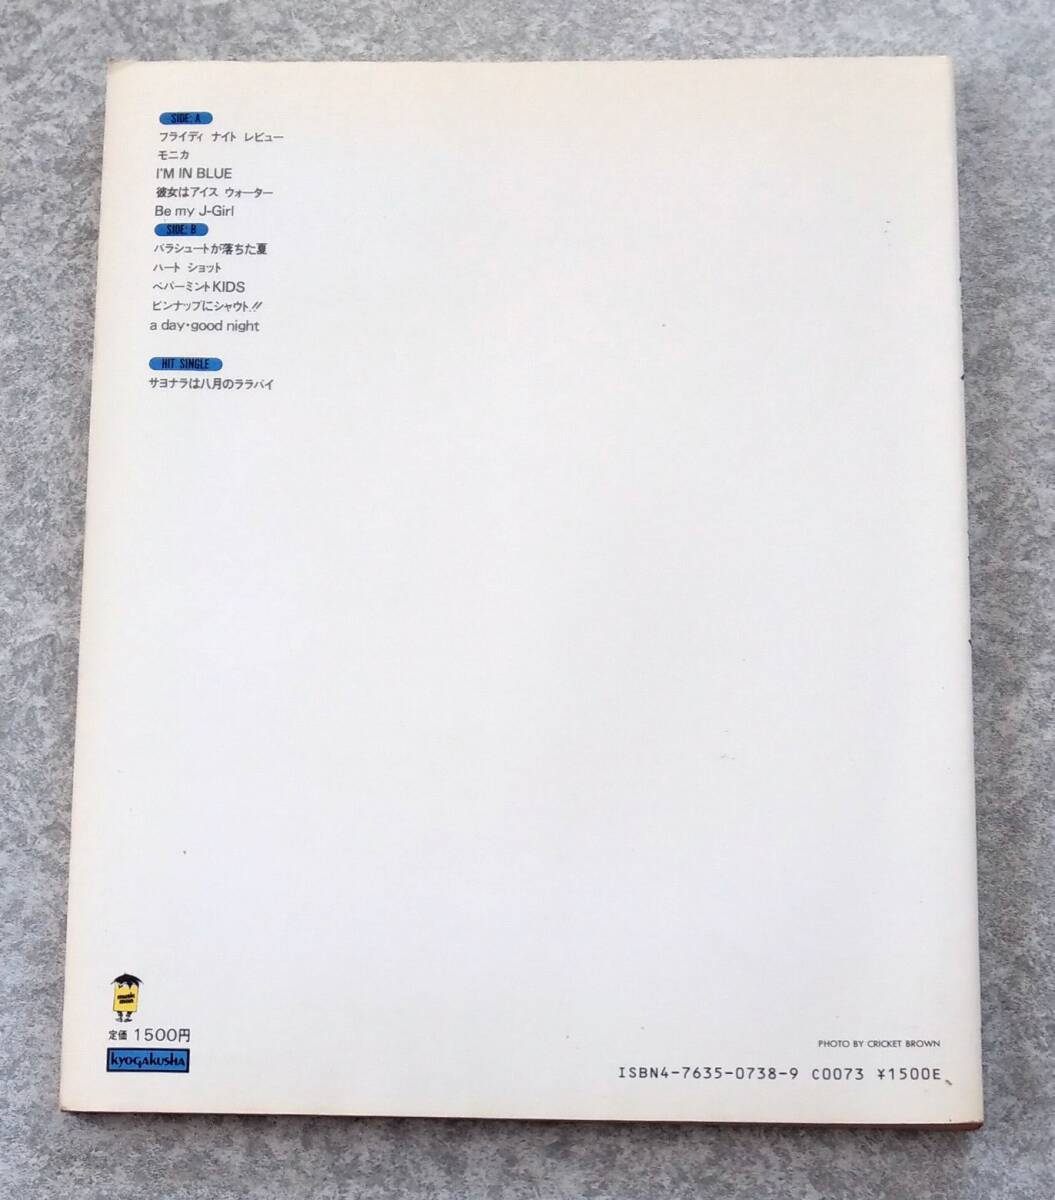 SIDE: A
フライディ ナイト レビュー
モニカ
I'M IN BLUE
彼女はアイス ウォーター
Be my J-Girl
SIDE: B
パラシュートが落ちた夏
ハート ショット
ペパーミントKIDS
ピンナップにシャウト!!
a day・good night
HIT SINGLE
サヨナラは八月のララバイ
music
man
定価 1500円
kyogakusha
PHOTO BY CRICKET BROWN
ISBN4-7635-0738-9 C0073 ¥1500E